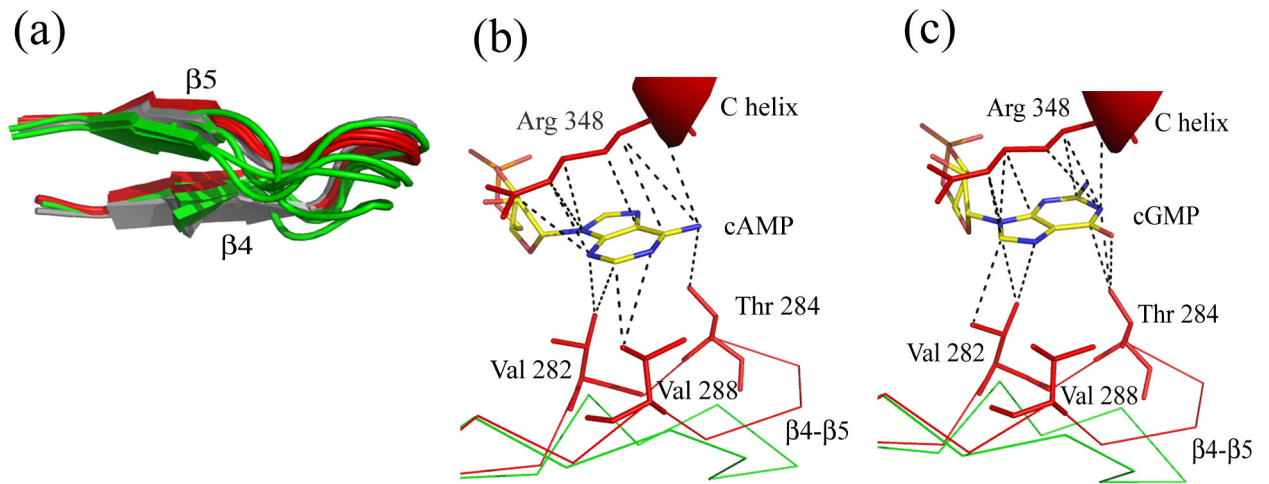 (a)
β5
β4
(b)
Arg 348
C helix
cAMP
Thr 284
Val 282
Val 288
β4-β5
(c)
Arg 348
C helix
cGMP
Thr 284
Val 282
Val 288
β4-β5